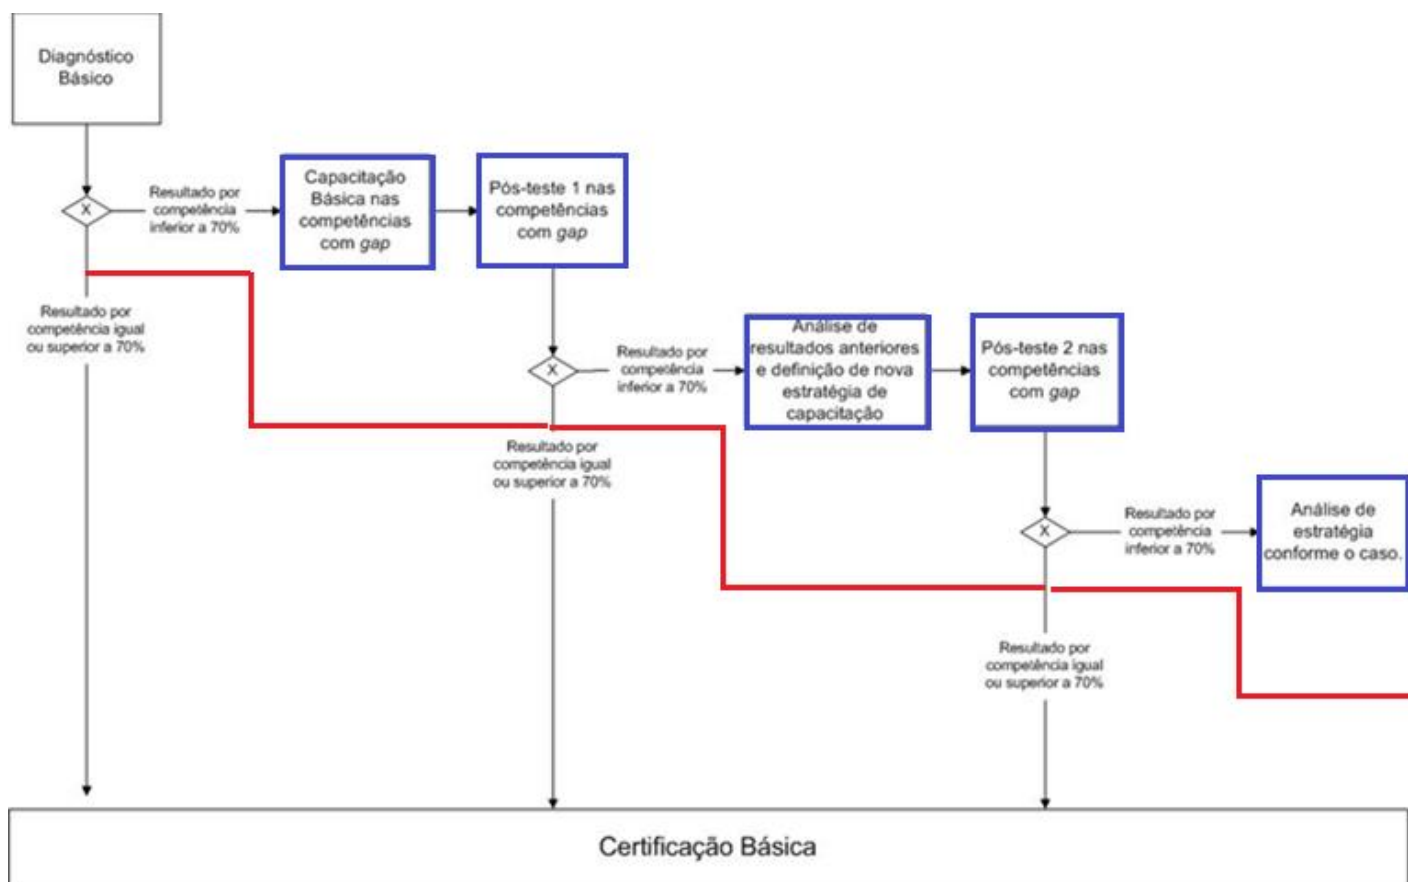 Diagnóstico
Básico
X
Resultado por
competência
inferior a 70%
Capacitação
Básica nas
competências
com gap
Pós-teste 1 nas
competências
com gap
Resultado por
competência igual
ou superior a 70%
X
Resultado por
competência
inferior a 70%
Análise de
resultados anteriores
e definição de nova
estratégia de
capacitação
Pós-teste 2 nas
competências
com gap
Resultado por
competência igual
ou superior a 70%
X
Resultado por
competência
inferior a 70%
Análise de
estratégia
conforme o caso.
Resultado por
competência igual
ou superior a 70%
Certificação Básica